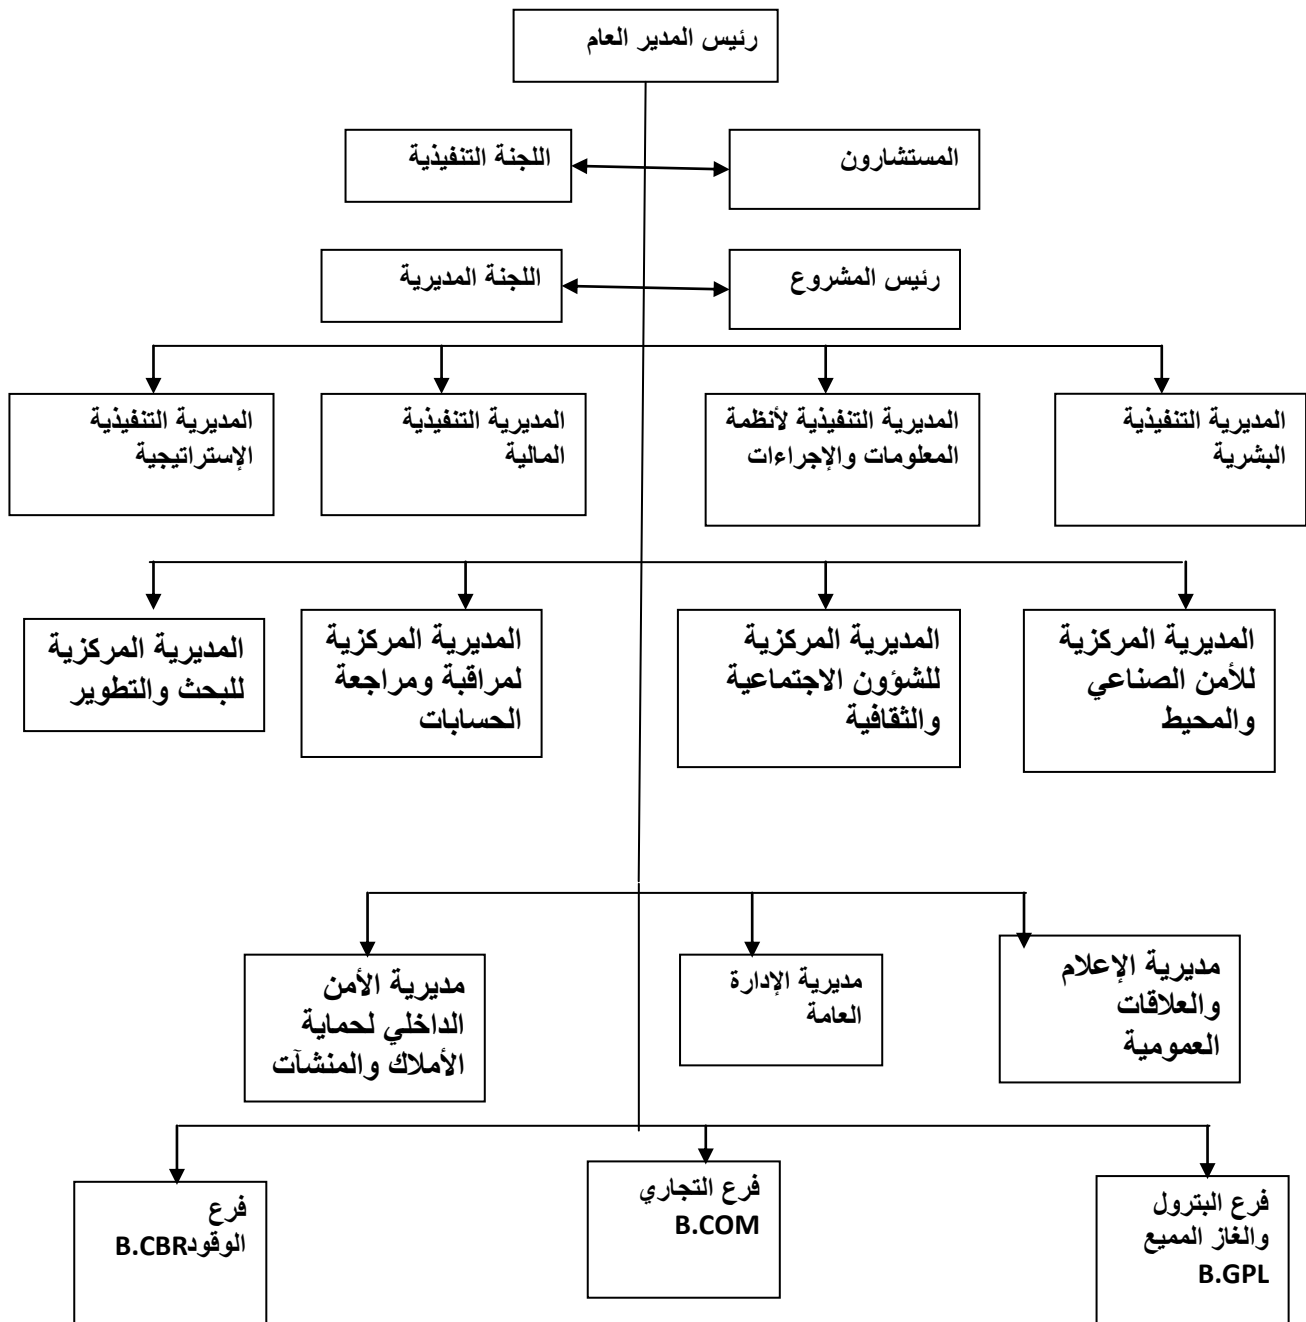 رئيس المدير العام
المستشارون
اللجنة التنفيذية
رئيس المشروع
اللجنة المديرية
المديرية التنفيذية
البشرية
المديرية التنفيذية لأنظمة
المعلومات والإجراءات
المديرية التنفيذية
المالية
المديرية التنفيذية
الإستراتيجية
المديرية المركزية
للأمن الصناعي
والمحيط
المديرية المركزية
للشؤون الاجتماعية
والثقافية
المديرية المركزية
لمراقبة ومراجعة
الحسابات
المديرية المركزية
للبحث والتطوير
مديرية الإعلام
والعلاقات
العمومية
مديرية الإدارة
العامة
مديرية الأمن
الداخلي لحماية
الأملاك والمنشآت
فرع البترول
والغاز المميع
B.GPL
فرع التجاري
B.COM
فرع
الوقودB.CBR